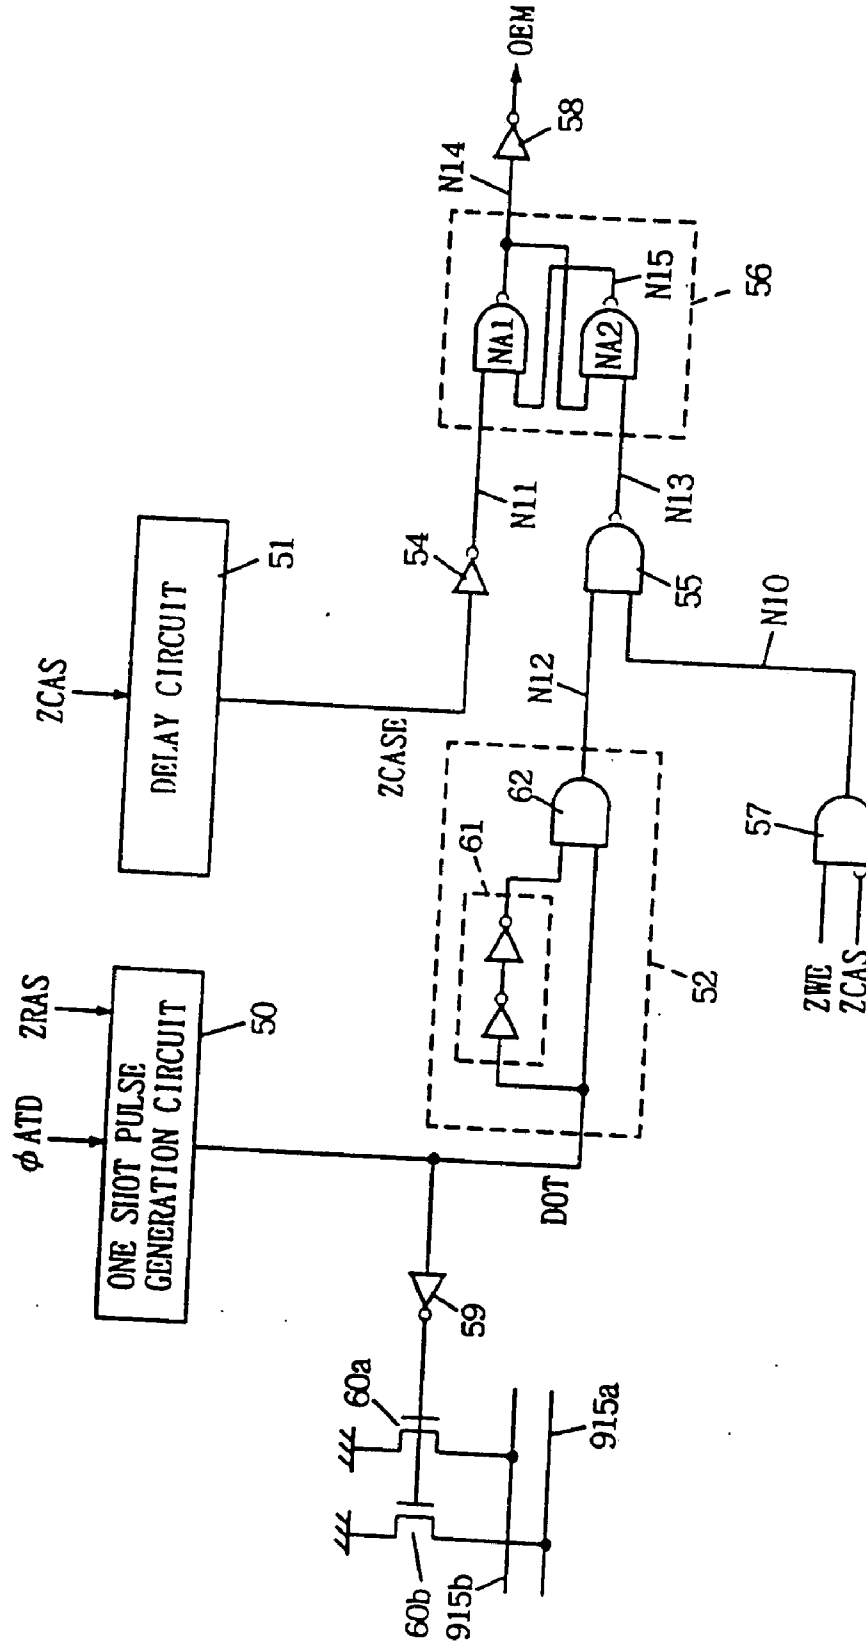 φATD
ZRAS
ONE SHOT PULSE
GENERATION CIRCUIT
50
ZCAS
DELAY CIRCUIT
51
ZCASE
DOT
59
60a
60b
915b
915a
61
62
52
N12
54
N11
55
N13
N10
57
ZWE
ZCAS
NA1
NA2
N15
56
N14
58
OEM